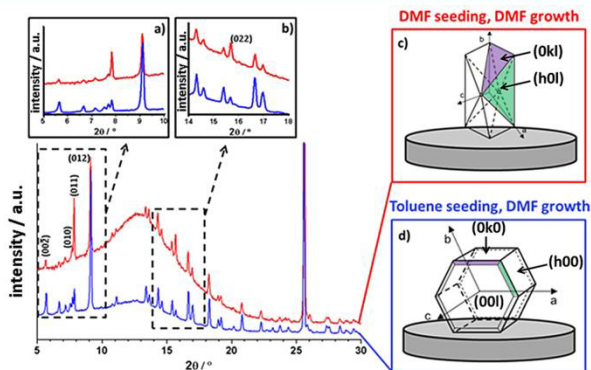 a)
b)
(022)
intensity / a.u.
intensity / a.u.
5 6 7 8 9 10
2θ / °
13 14 15 16 17 18
2θ / °
DMF seeding, DMF growth
c)
b
(0kl)
(h0l)
c
a
intensity / a.u.
(002)
(010)
(011)
(012)
5 10 15 20 25 30
2θ / °
Toluene seeding, DMF growth
d)
(0k0)
b
(h00)
(00l)
c
a